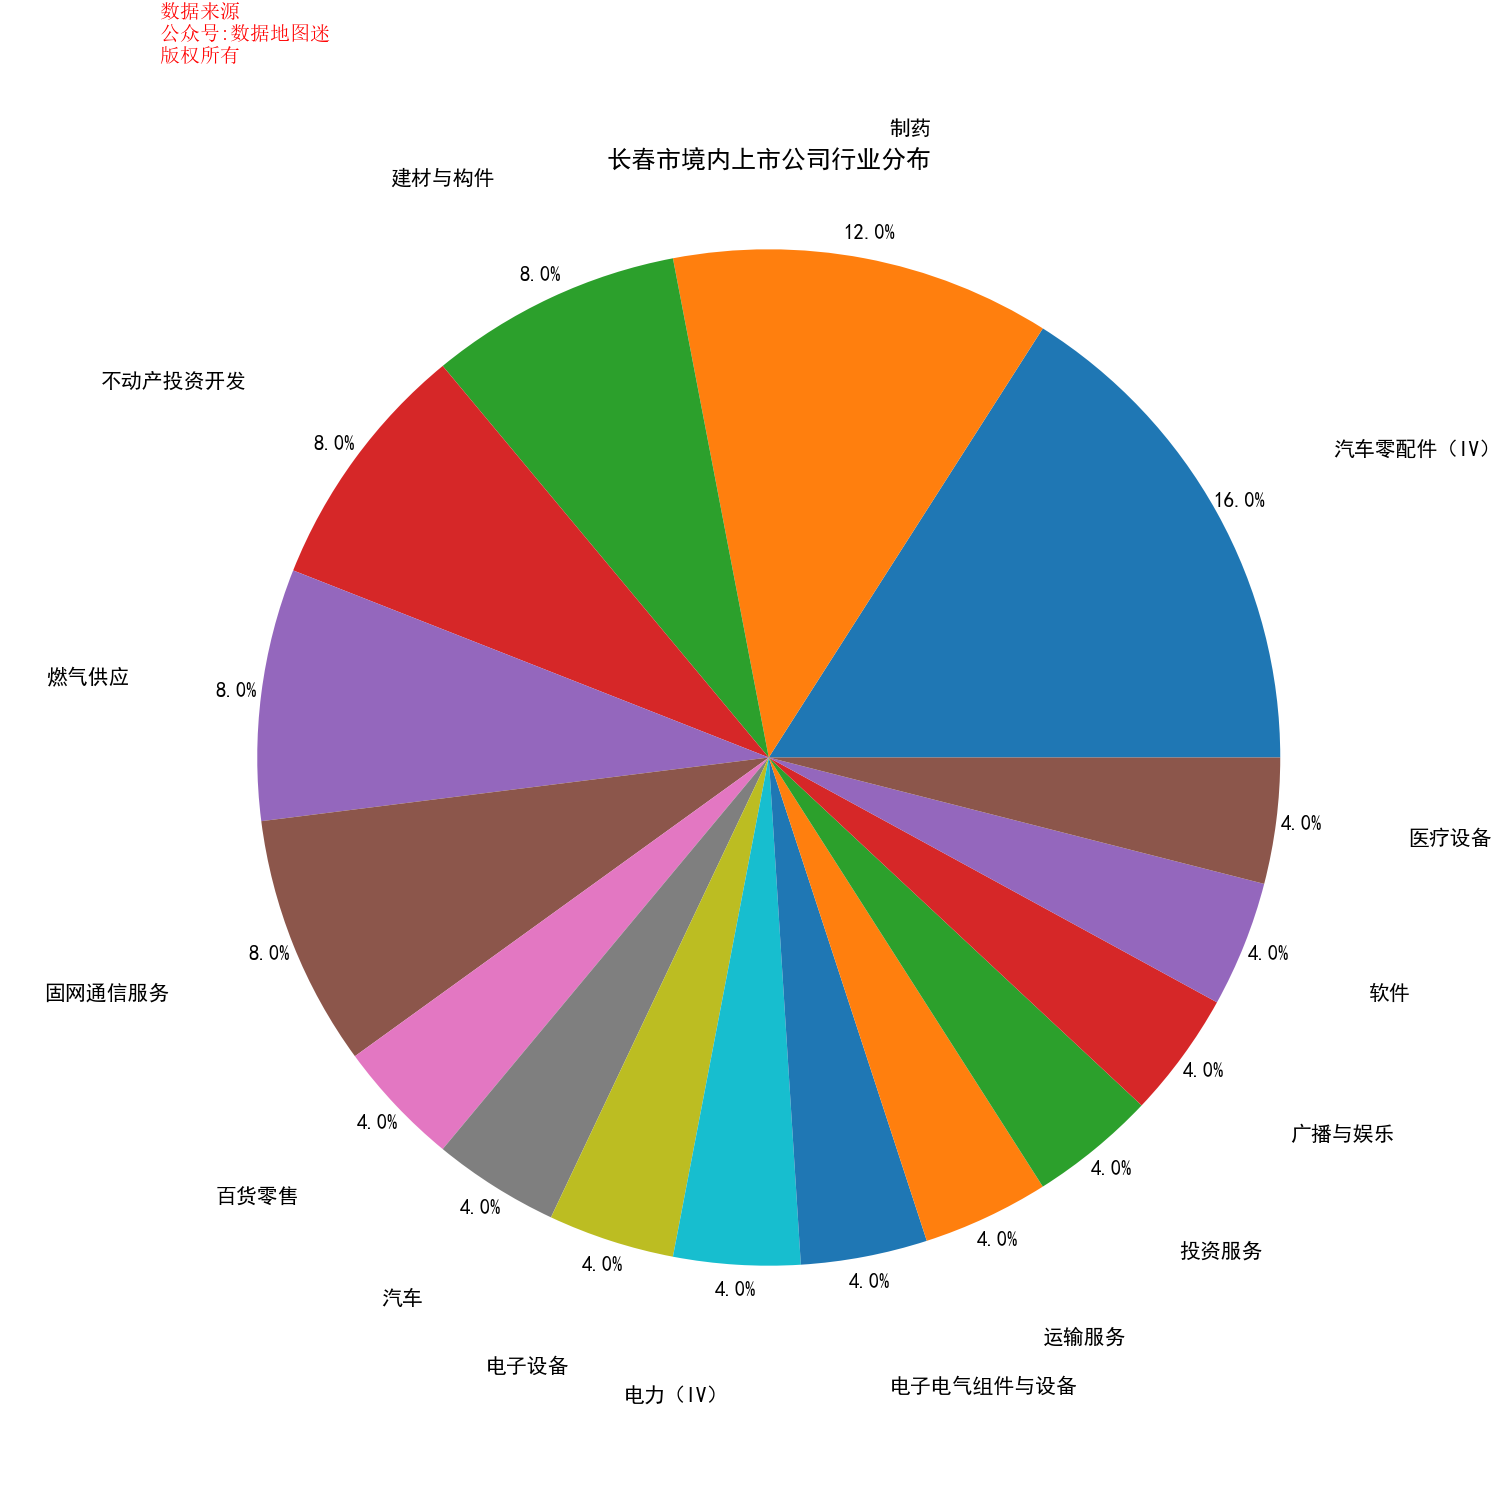 数据来源
公众号:数据地图迷
版权所有
制药
长春市境内上市公司行业分布
建材与构件
12.0%
8.0%
不动产投资开发
8.0%
汽车零配件（IV）
16.0%
燃气供应
8.0%
4.0%
医疗设备
8.0%
4.0%
固网通信服务
软件
4.0%
4.0%
广播与娱乐
4.0%
百货零售
4.0%
4.0%
投资服务
4.0%
4.0%
4.0%
汽车
运输服务
电子设备
电子电气组件与设备
电力（IV）